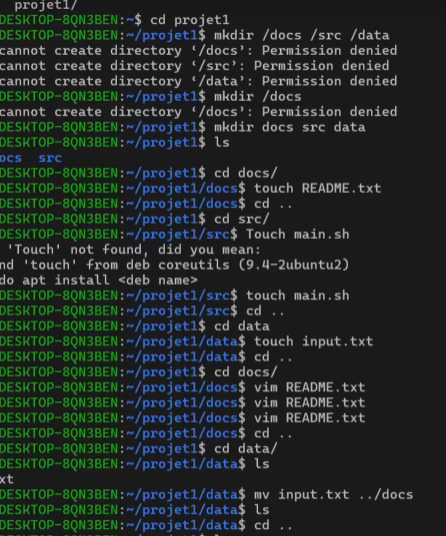 projet1/
DESKTOP-8QN3BEN:~$ cd projet1
DESKTOP-8QN3BEN:~/projet1$ mkdir /docs /src /data
cannot create directory ‘/docs’: Permission denied
cannot create directory ‘/src’: Permission denied
cannot create directory ‘/data’: Permission denied
DESKTOP-8QN3BEN:~/projet1$ mkdir /docs
cannot create directory ‘/docs’: Permission denied
DESKTOP-8QN3BEN:~/projet1$ mkdir docs src data
DESKTOP-8QN3BEN:~/projet1$ ls
ocs  src
DESKTOP-8QN3BEN:~/projet1$ cd docs/
DESKTOP-8QN3BEN:~/projet1/docs$ touch README.txt
DESKTOP-8QN3BEN:~/projet1/docs$ cd ..
DESKTOP-8QN3BEN:~/projet1$ cd src/
DESKTOP-8QN3BEN:~/projet1/src$ Touch main.sh
'Touch' not found, did you mean:
nd 'touch' from deb coreutils (9.4-2ubuntu2)
do apt install <deb name>
DESKTOP-8QN3BEN:~/projet1/src$ touch main.sh
DESKTOP-8QN3BEN:~/projet1/src$ cd ..
DESKTOP-8QN3BEN:~/projet1$ cd data
DESKTOP-8QN3BEN:~/projet1/data$ touch input.txt
DESKTOP-8QN3BEN:~/projet1/data$ cd ..
DESKTOP-8QN3BEN:~/projet1$ cd docs/
DESKTOP-8QN3BEN:~/projet1/docs$ vim README.txt
DESKTOP-8QN3BEN:~/projet1/docs$ vim README.txt
DESKTOP-8QN3BEN:~/projet1/docs$ vim README.txt
DESKTOP-8QN3BEN:~/projet1/docs$ cd ..
DESKTOP-8QN3BEN:~/projet1$ cd data/
DESKTOP-8QN3BEN:~/projet1/data$ ls
xt
DESKTOP-8QN3BEN:~/projet1/data$ mv input.txt ../docs
DESKTOP-8QN3BEN:~/projet1/data$ ls
DESKTOP-8QN3BEN:~/projet1/data$ cd ..